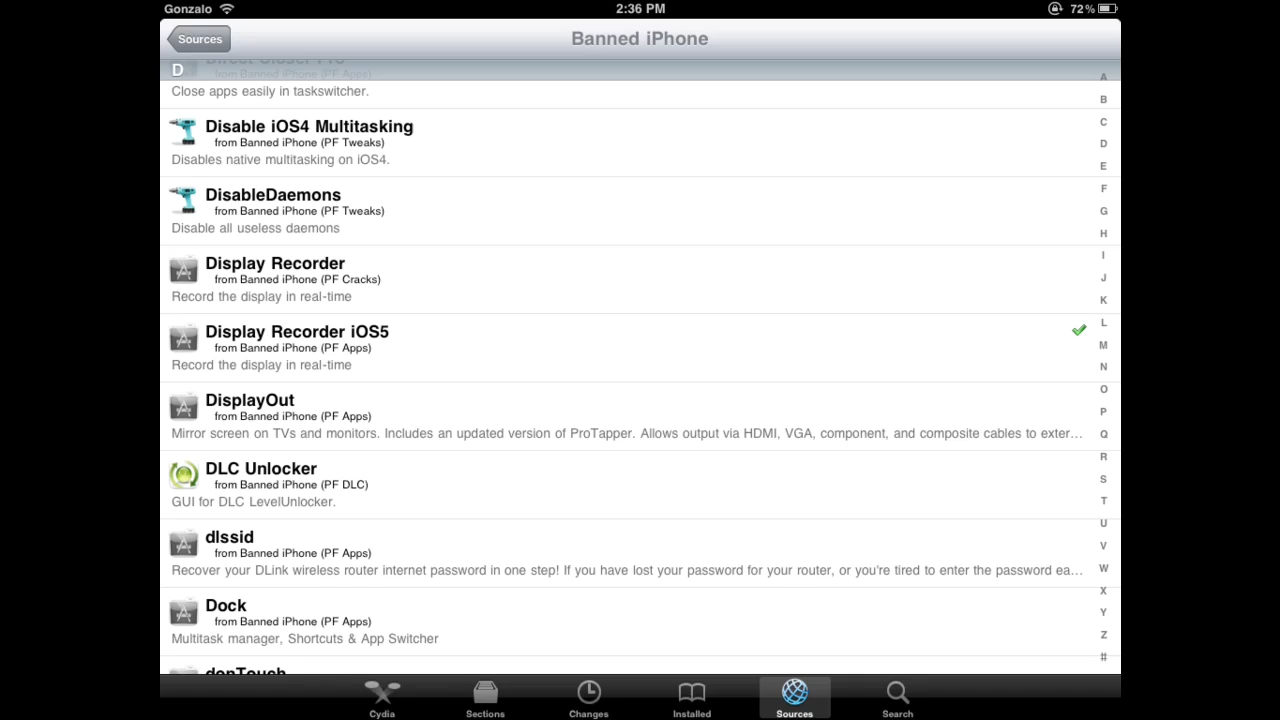 Gonzalo 2:36 PM 72%
Sources Banned iPhone
D
Direct Closer Pro
from Banned iPhone (PF Apps)
Close apps easily in taskswitcher.
Disable iOS4 Multitasking
from Banned iPhone (PF Tweaks)
Disables native multitasking on iOS4.
DisableDaemons
from Banned iPhone (PF Tweaks)
Disable all useless daemons
Display Recorder
from Banned iPhone (PF Cracks)
Record the display in real-time
Display Recorder iOS5
from Banned iPhone (PF Apps)
Record the display in real-time
DisplayOut
from Banned iPhone (PF Apps)
Mirror screen on TVs and monitors. Includes an updated version of ProTapper. Allows output via HDMI, VGA, component, and composite cables to exter...
DLC Unlocker
from Banned iPhone (PF DLC)
GUI for DLC LevelUnlocker.
dlssid
from Banned iPhone (PF Apps)
Recover your DLink wireless router internet password in one step! If you have lost your password for your router, or you're tired to enter the password ea...
Dock
from Banned iPhone (PF Apps)
Multitask manager, Shortcuts & App Switcher
A
B
C
D
E
F
G
H
I
J
K
L
M
N
O
P
Q
R
S
T
U
V
W
X
Y
Z
#
Cydia Sections Changes Installed Sources Search